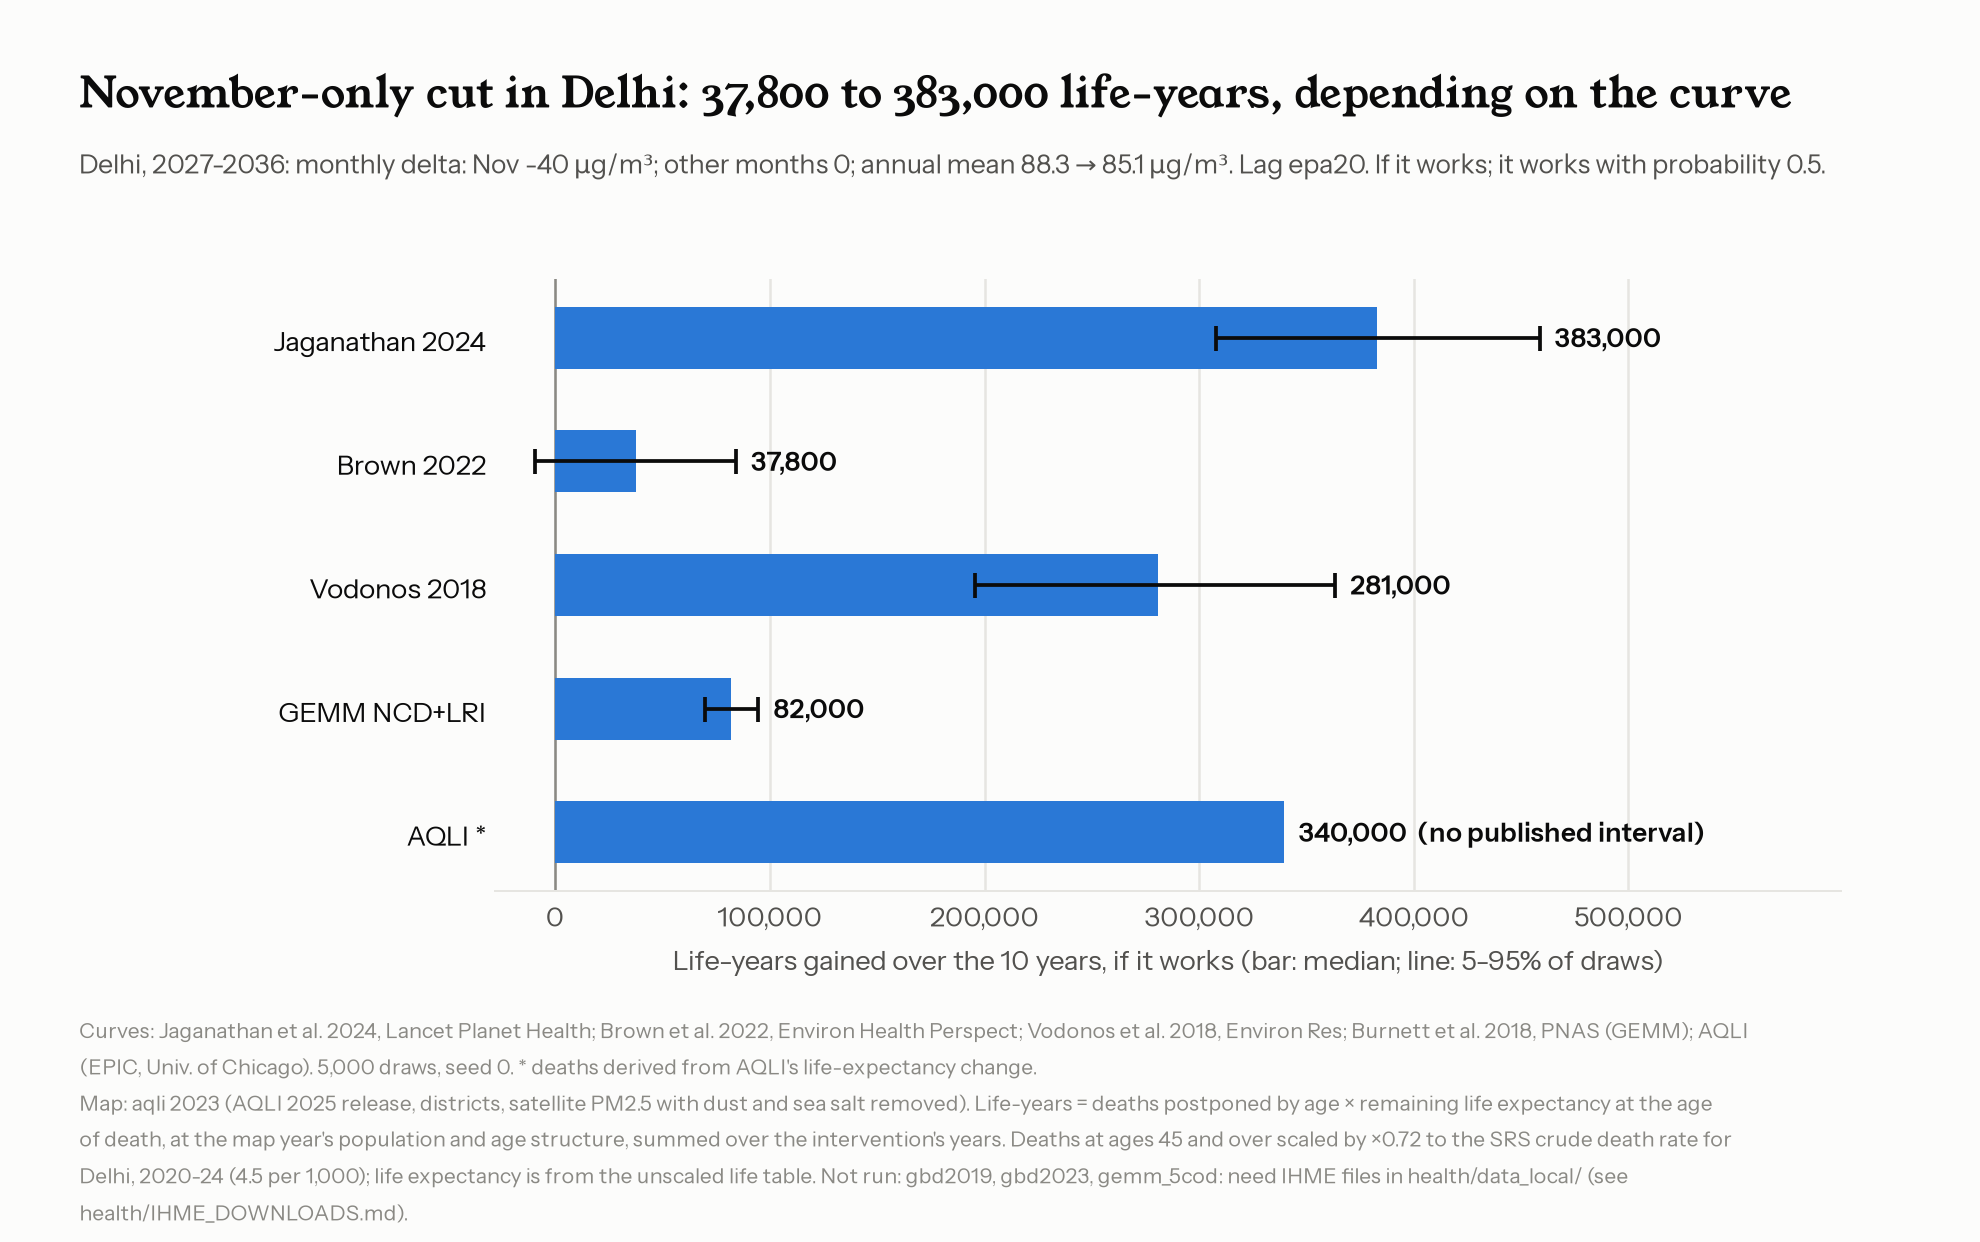 November-only cut in Delhi: 37,800 to 383,000 life-years, depending on the curve
Delhi, 2027-2036: monthly delta: Nov -40 µg/m³; other months 0; annual mean 88.3 → 85.1 µg/m³. Lag epa20. If it works; it works with probability 0.5.
Jaganathan 2024
383,000
Brown 2022
37,800
Vodonos 2018
281,000
GEMM NCD+LRI
82,000
AQLI *
340,000 (no published interval)
0 100,000 200,000 300,000 400,000 500,000
Life-years gained over the 10 years, if it works (bar: median; line: 5-95% of draws)
Curves: Jaganathan et al. 2024, Lancet Planet Health; Brown et al. 2022, Environ Health Perspect; Vodonos et al. 2018, Environ Res; Burnett et al. 2018, PNAS (GEMM); AQLI
(EPIC, Univ. of Chicago). 5,000 draws, seed 0. * deaths derived from AQLI's life-expectancy change.
Map: aqli 2023 (AQLI 2025 release, districts, satellite PM2.5 with dust and sea salt removed). Life-years = deaths postponed by age × remaining life expectancy at the age
of death, at the map year's population and age structure, summed over the intervention's years. Deaths at ages 45 and over scaled by ×0.72 to the SRS crude death rate for
Delhi, 2020-24 (4.5 per 1,000); life expectancy is from the unscaled life table. Not run: gbd2019, gbd2023, gemm_5cod: need IHME files in health/data_local/ (see
health/IHME_DOWNLOADS.md).